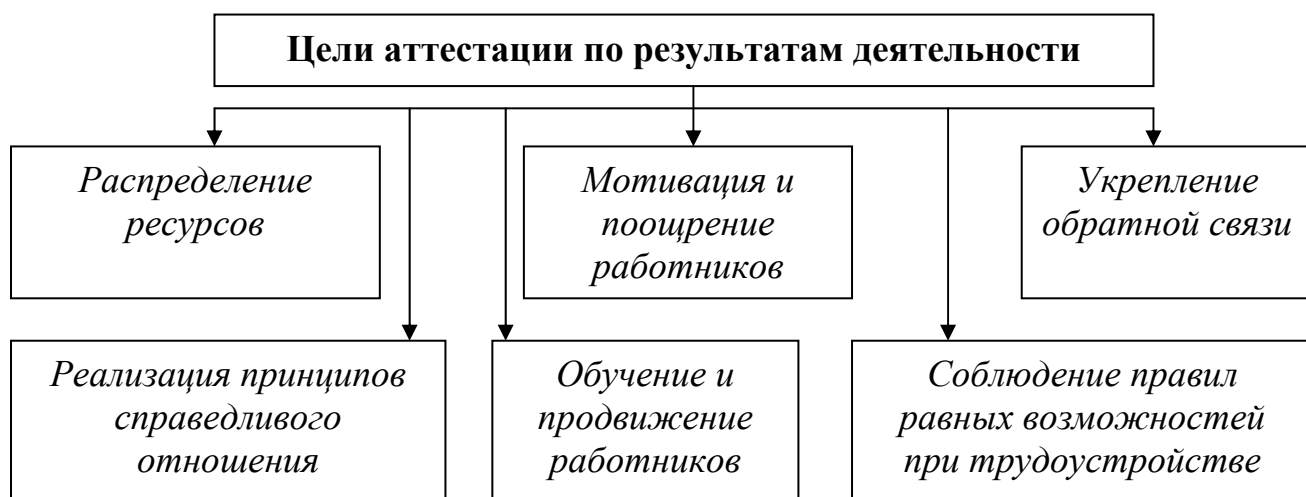 Цели аттестации по результатам деятельности
Распределение
ресурсов
Мотивация и
поощрение
работников
Укрепление
обратной связи
Реализация принципов
справедливого
отношения
Обучение и
продвижение
работников
Соблюдение правил
равных возможностей
при трудоустройстве